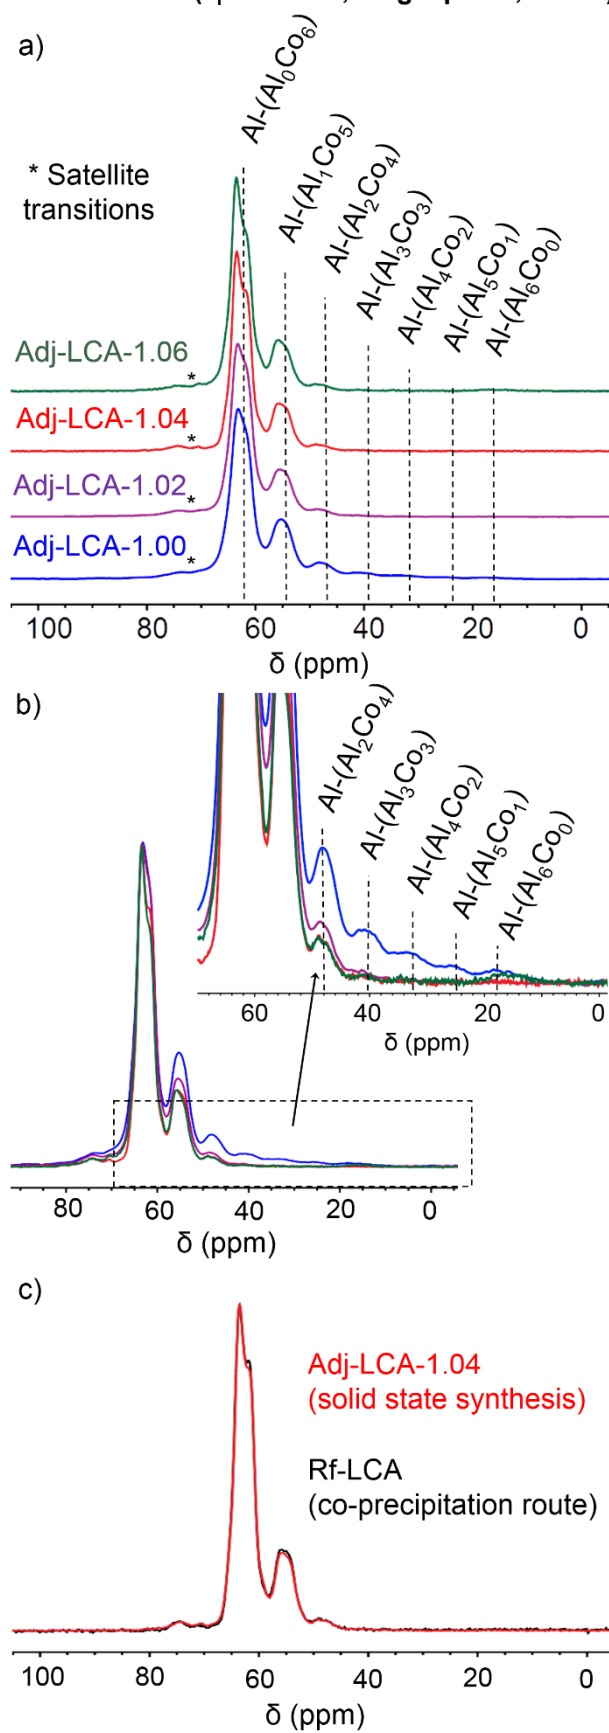 a)
Al-(Al₀Co₆)
Al-(Al₁Co₅)
Al-(Al₂Co₄)
Al-(Al₃Co₃)
Al-(Al₄Co₂)
Al-(Al₅Co₁)
Al-(Al₆Co₀)
* Satellite
transitions
Adj-LCA-1.06
*
Adj-LCA-1.04
*
Adj-LCA-1.02
*
Adj-LCA-1.00
*
100 80 60 40 20 0
δ (ppm)
b)
Al-(Al₂Co₄)
Al-(Al₃Co₃)
Al-(Al₄Co₂)
Al-(Al₅Co₁)
Al-(Al₆Co₀)
60 40 20 0
δ (ppm)
80 60 40 20 0
δ (ppm)
c)
Adj-LCA-1.04
(solid state synthesis)
Rf-LCA
(co-precipitation route)
100 80 60 40 20 0
δ (ppm)